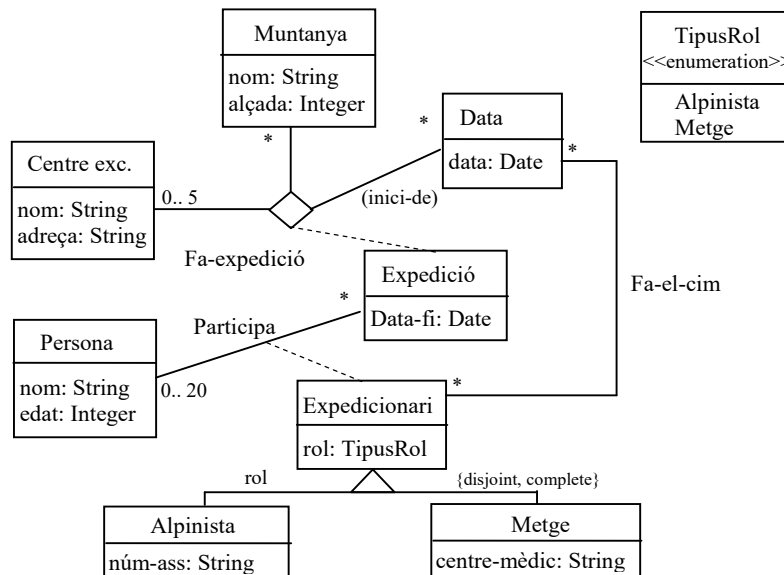 Muntanya
nom: String
alçada: Integer
TipusRol
<<enumeration>>
Alpinista
Metge
*
*
Data
data: Date
*
Centre exc.
nom: String
adreça: String
0.. 5
(inici-de)
Fa-expedició
Expedició
Data-fi: Date
Fa-el-cim
*
Participa
Persona
nom: String
edat: Integer
0.. 20
Expedicionari
rol: TipusRol
*
rol
{disjoint, complete}
Alpinista
núm-ass: String
Metge
centre-mèdic: String